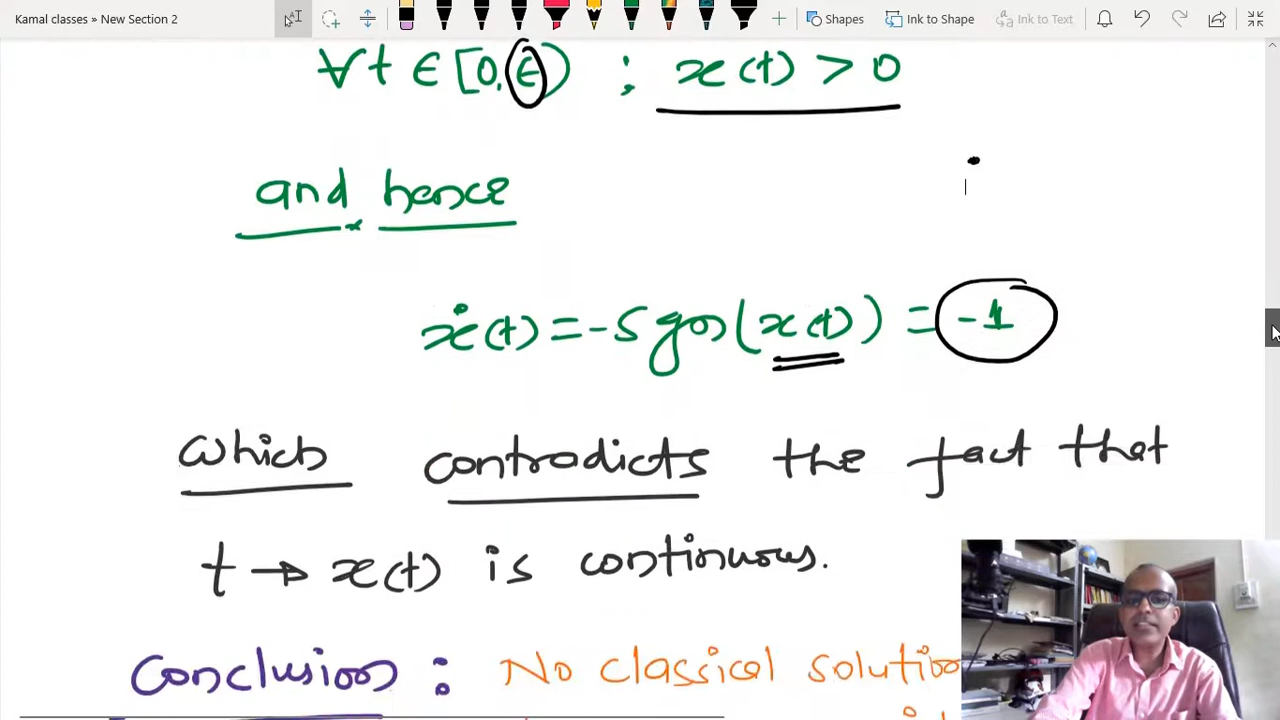 Kamal classes » New Section 2
Shapes Ink to Shape Ink to Text
∀t ∈ [0,ϵ) : x(t) > 0
and hence
ẋ(t) = -Sgn(x(t)) = -1
which contradicts the fact that
t → x(t) is continuous.
Conclusion : No classical solution